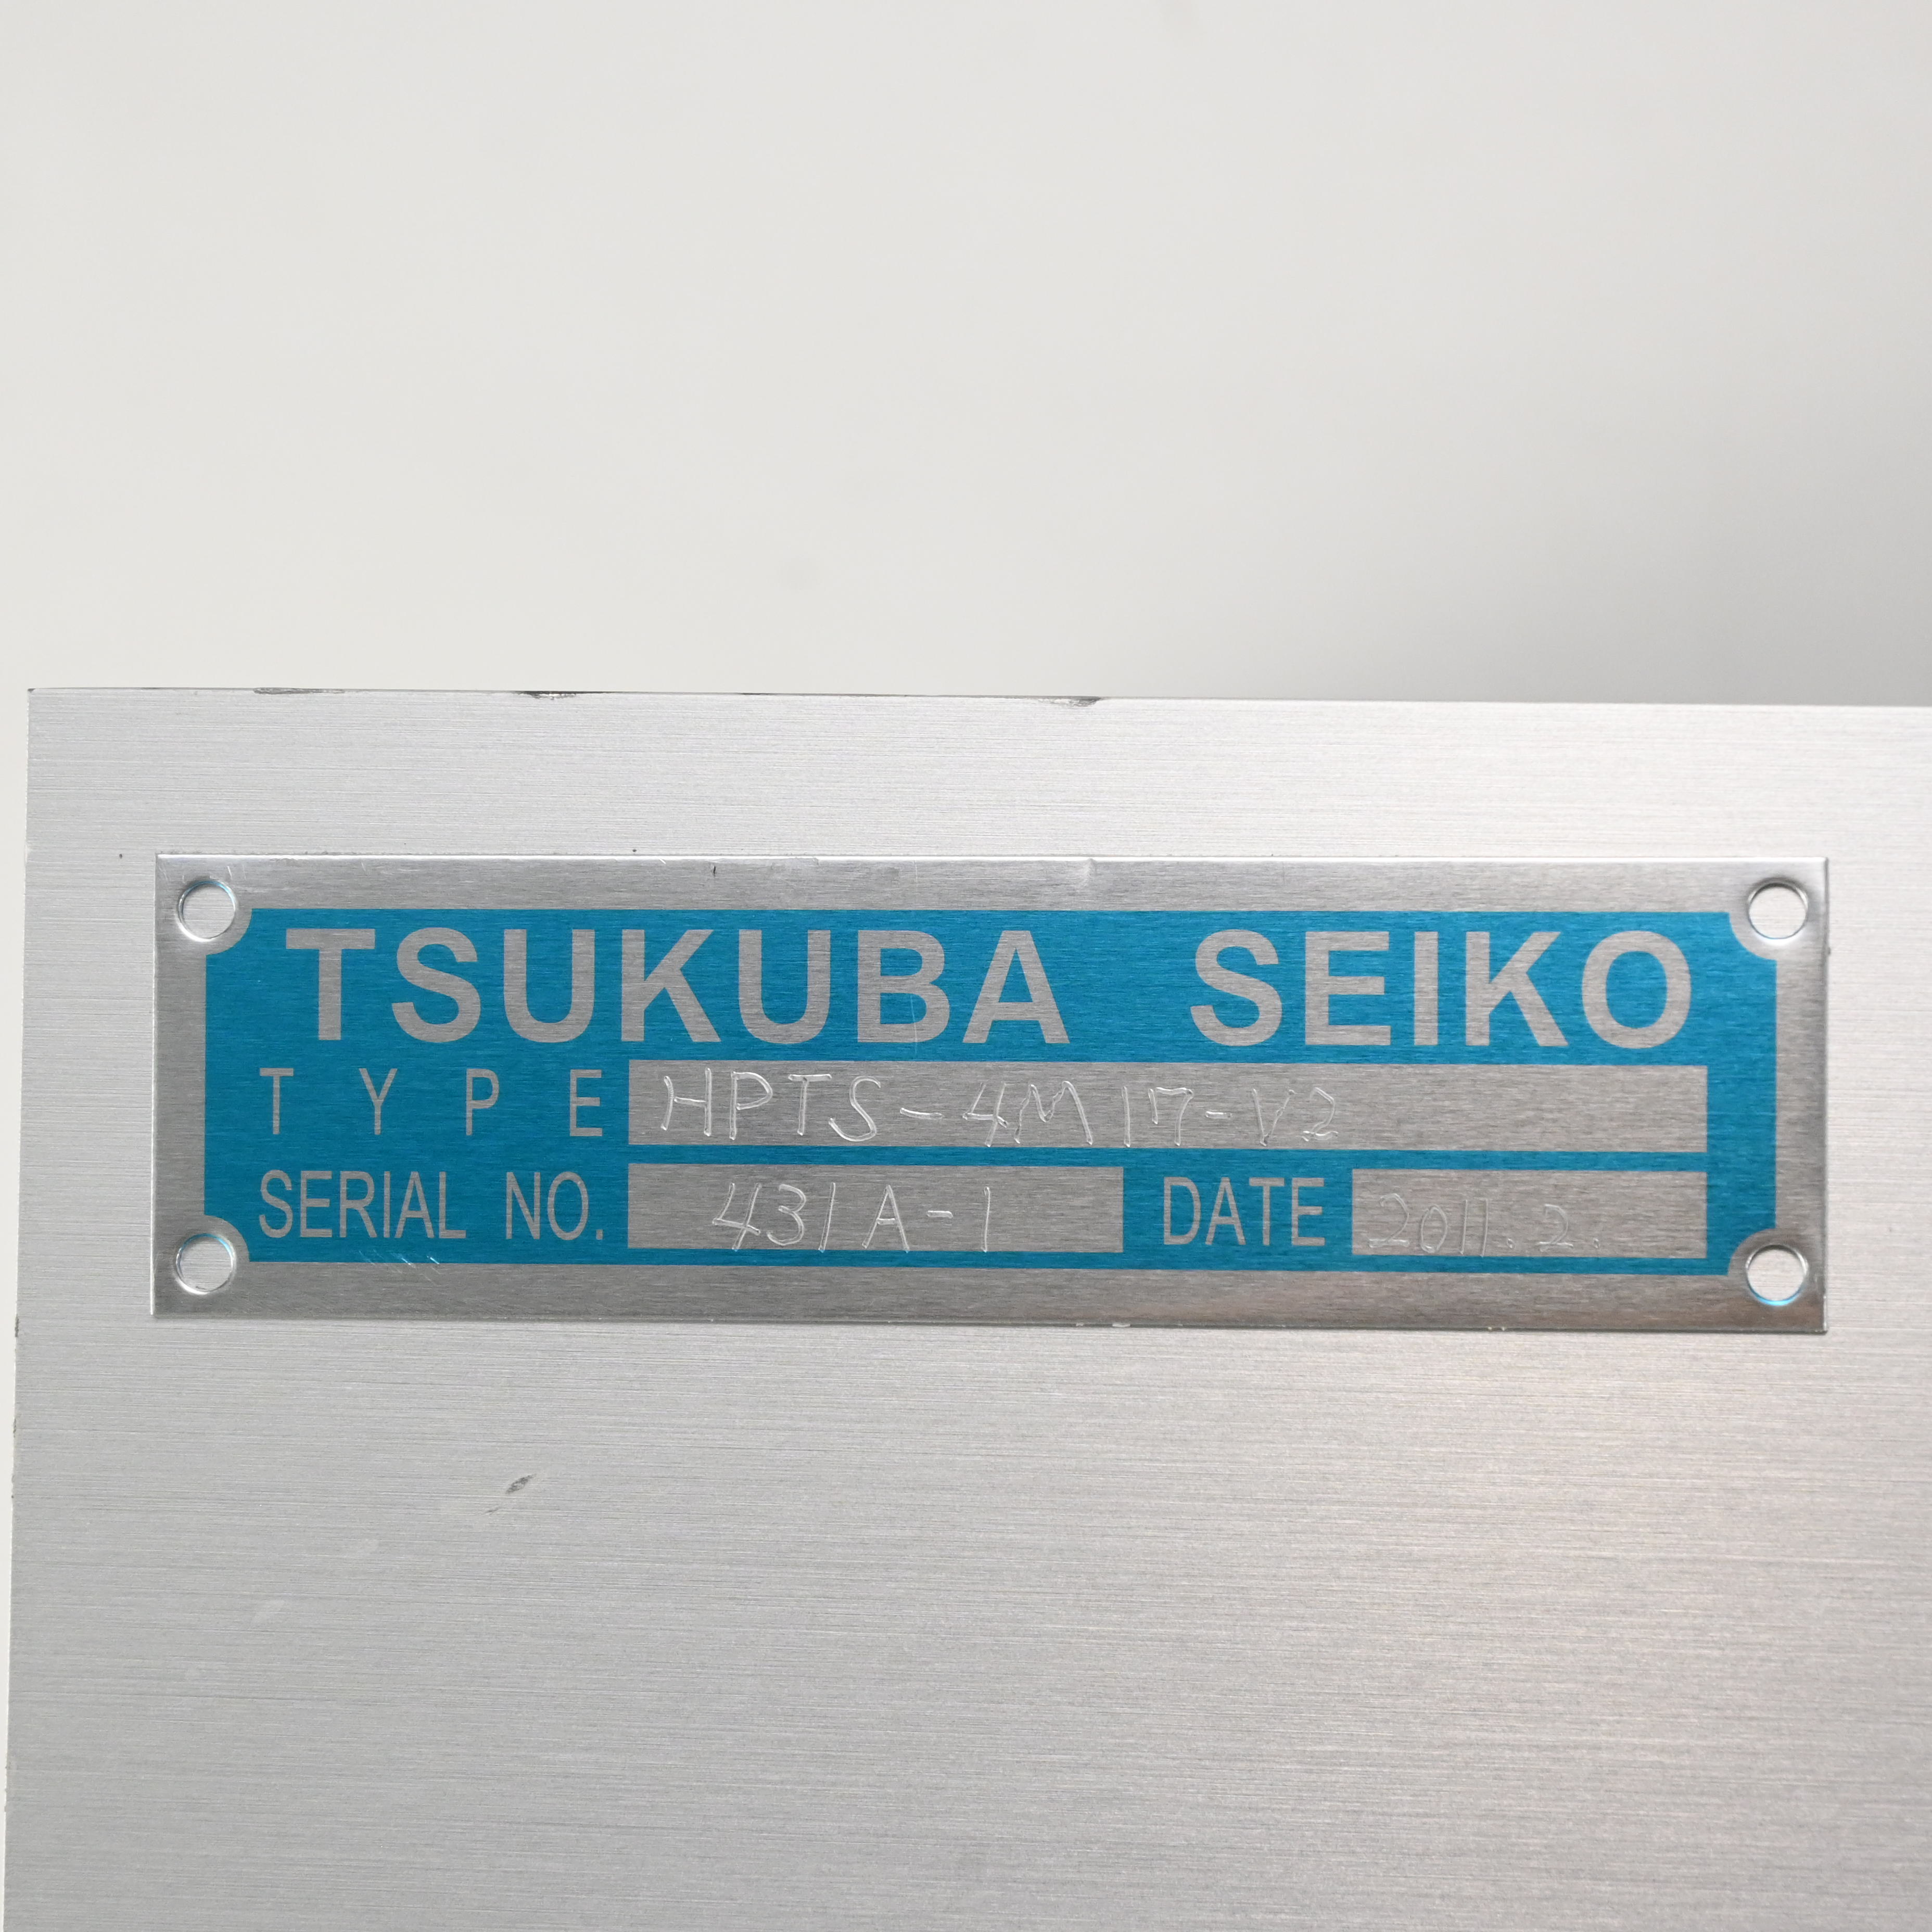 TSUKUBA SEIKO
TYPE HPTS-4M17-V2
SERIAL NO. 431A-1 DATE 2011.2.